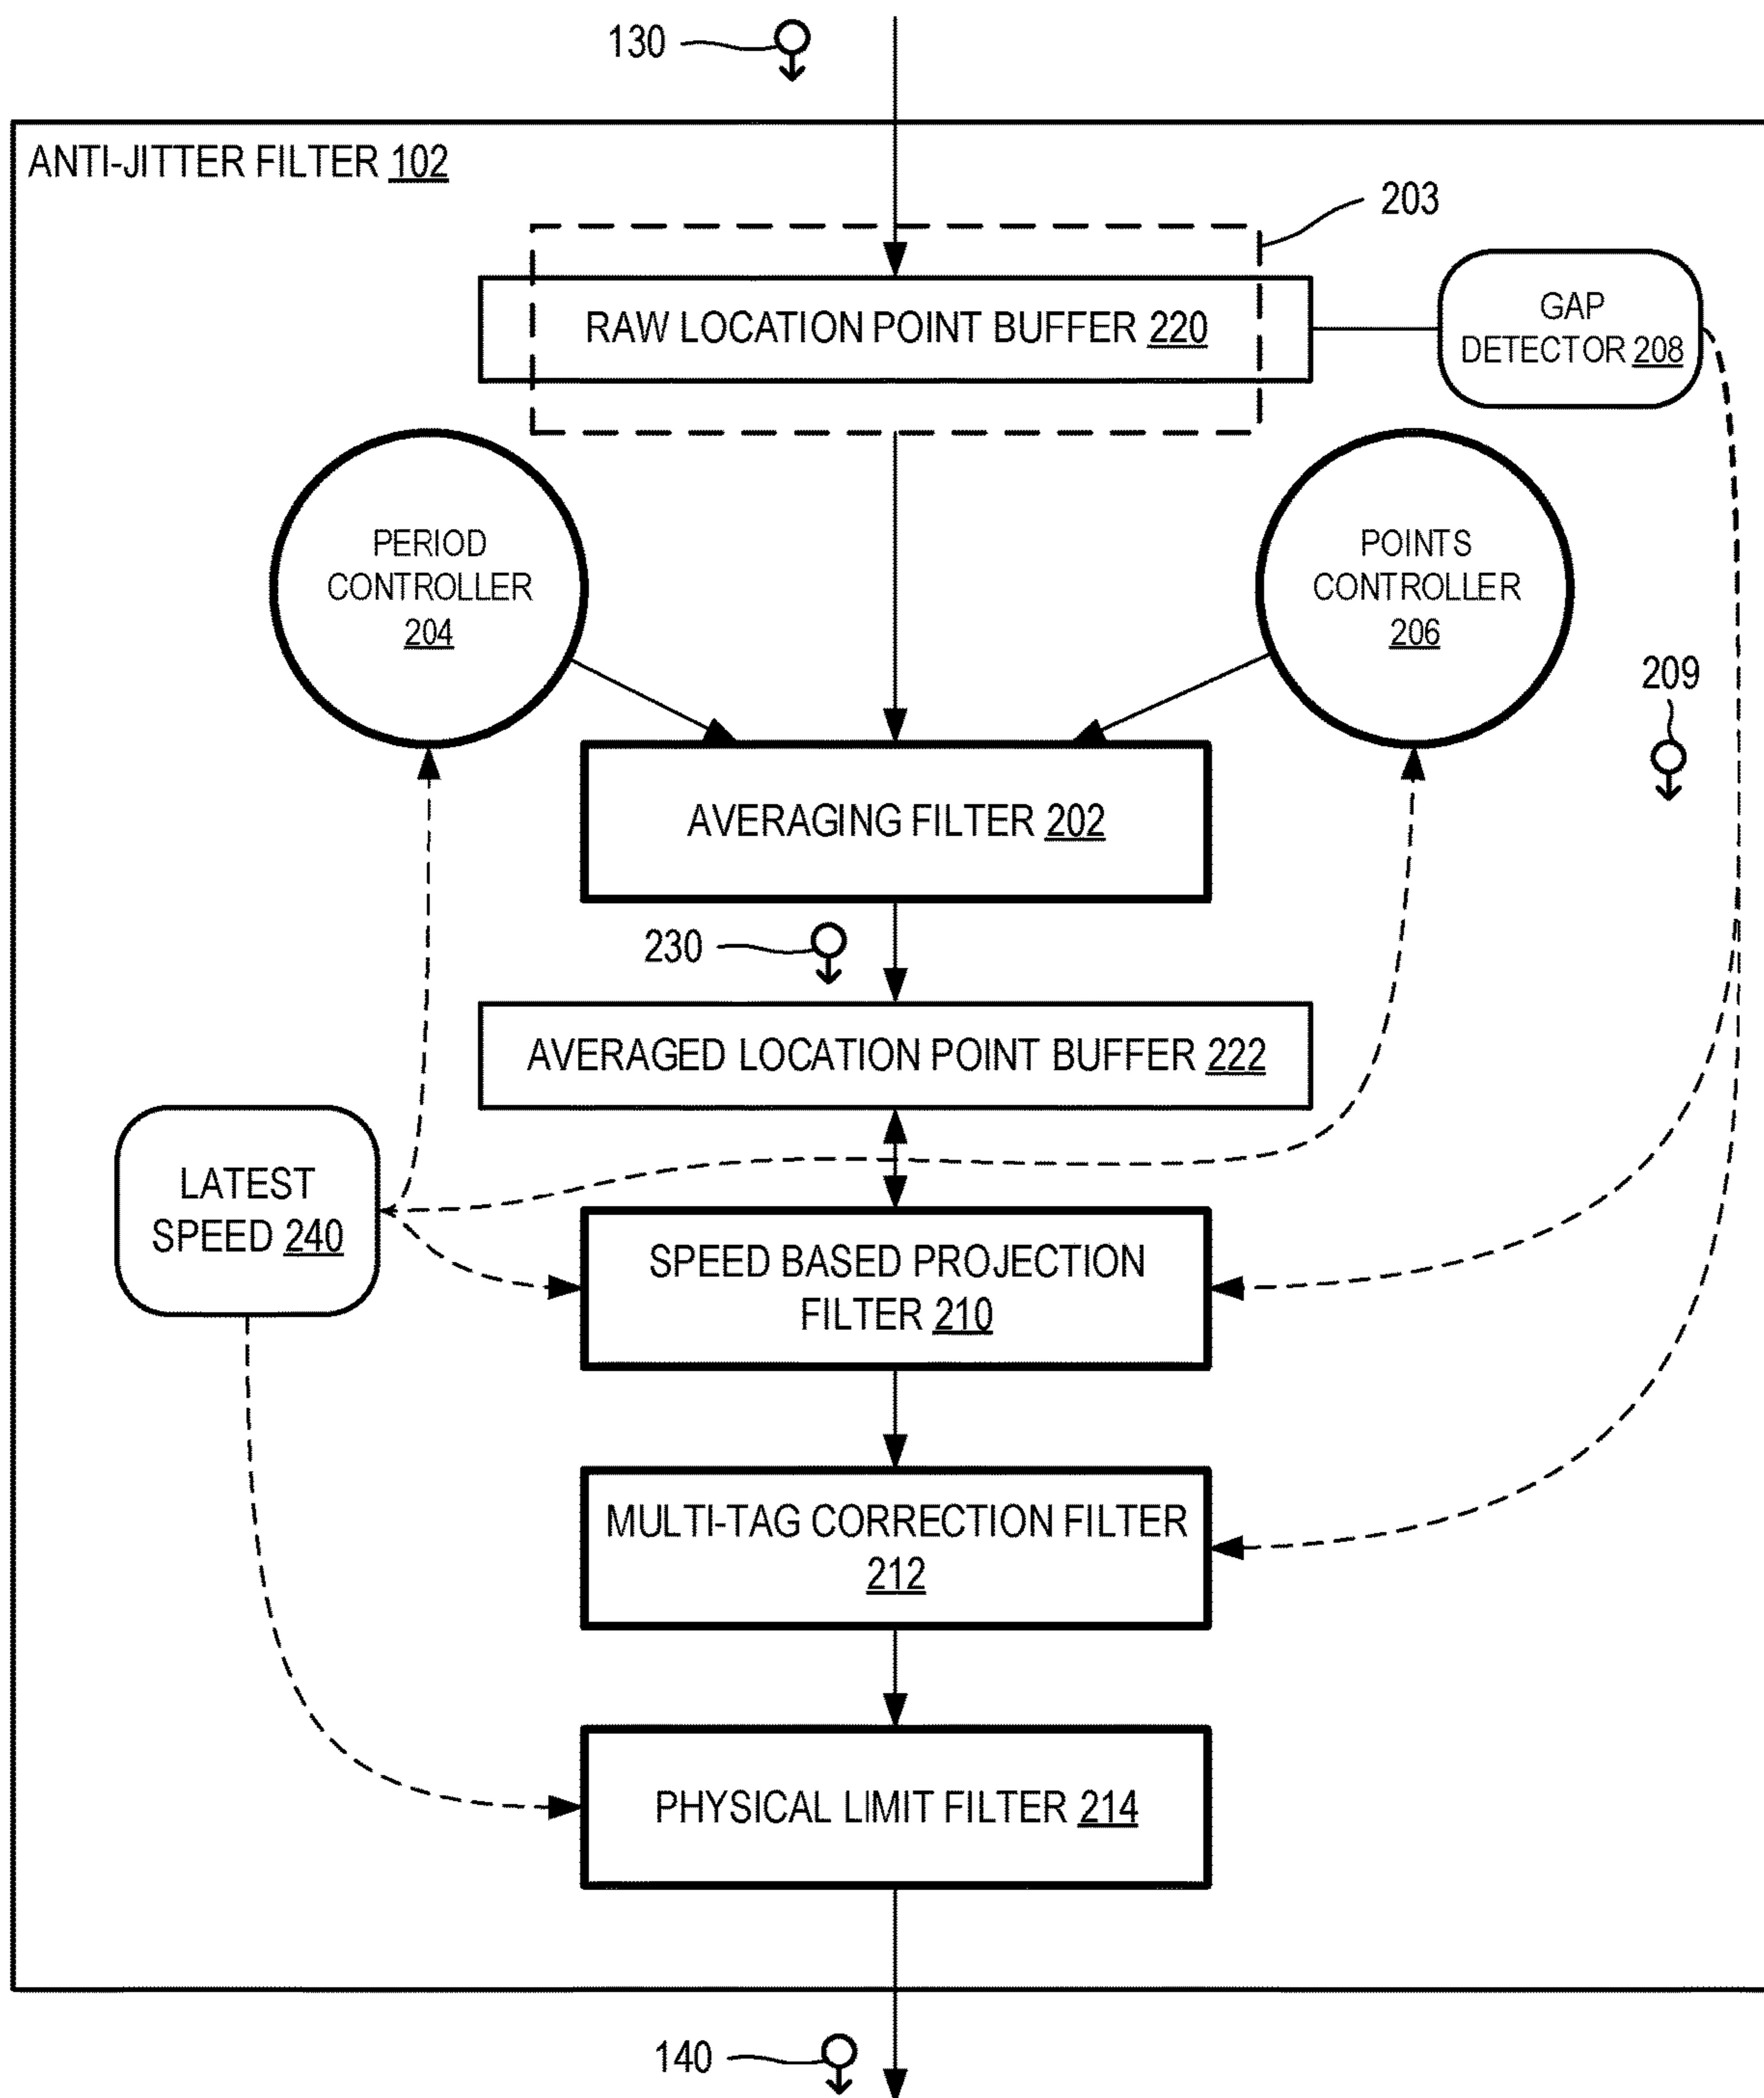 130
ANTI-JITTER FILTER 102
203
RAW LOCATION POINT BUFFER 220
GAP
DETECTOR 208
PERIOD
CONTROLLER
204
POINTS
CONTROLLER
206
209
AVERAGING FILTER 202
230
AVERAGED LOCATION POINT BUFFER 222
LATEST
SPEED 240
SPEED BASED PROJECTION
FILTER 210
MULTI-TAG CORRECTION FILTER
212
PHYSICAL LIMIT FILTER 214
140